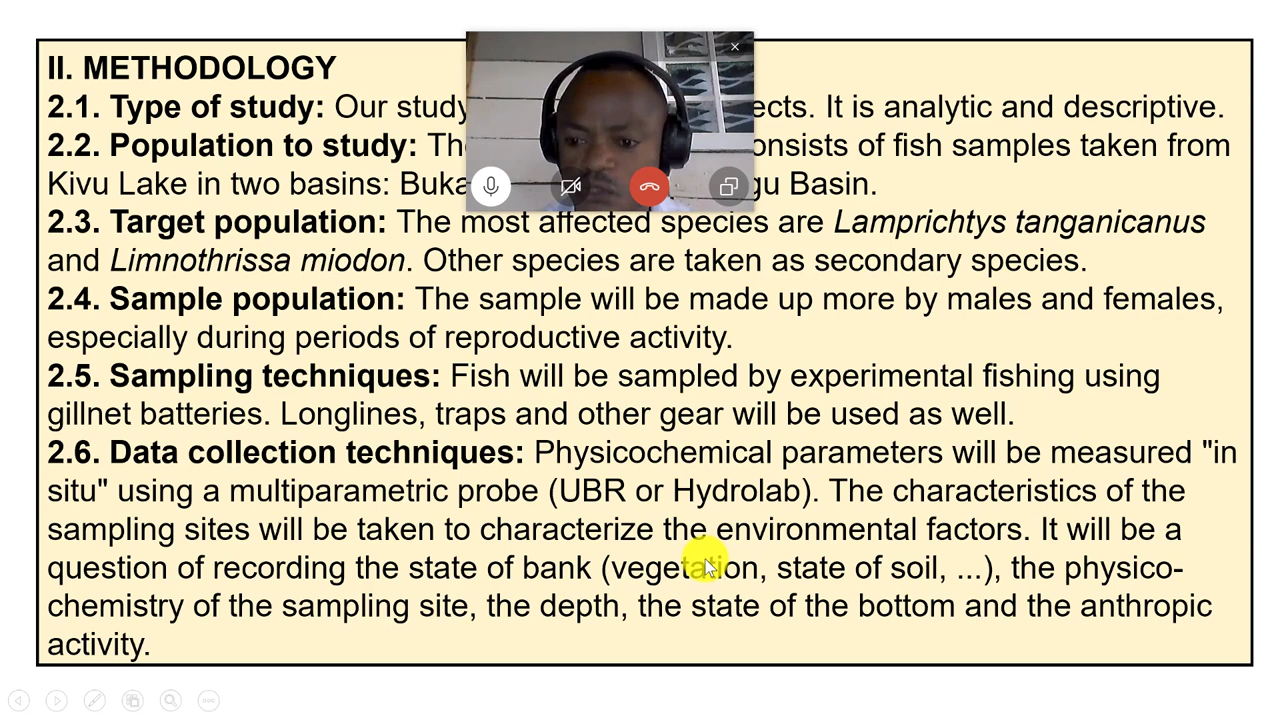 II. METHODOLOGY
2.1. Type of study: Our study ects. It is analytic and descriptive.
2.2. Population to study: Th onsists of fish samples taken from
Kivu Lake in two basins: Buka gu Basin.
2.3. Target population: The most affected species are Lamprichtys tanganicanus
and Limnothrissa miodon. Other species are taken as secondary species.
2.4. Sample population: The sample will be made up more by males and females,
especially during periods of reproductive activity.
2.5. Sampling techniques: Fish will be sampled by experimental fishing using
gillnet batteries. Longlines, traps and other gear will be used as well.
2.6. Data collection techniques: Physicochemical parameters will be measured "in
situ" using a multiparametric probe (UBR or Hydrolab). The characteristics of the
sampling sites will be taken to characterize the environmental factors. It will be a
question of recording the state of bank (vegetation, state of soil, ...), the physico-
chemistry of the sampling site, the depth, the state of the bottom and the anthropic
activity.